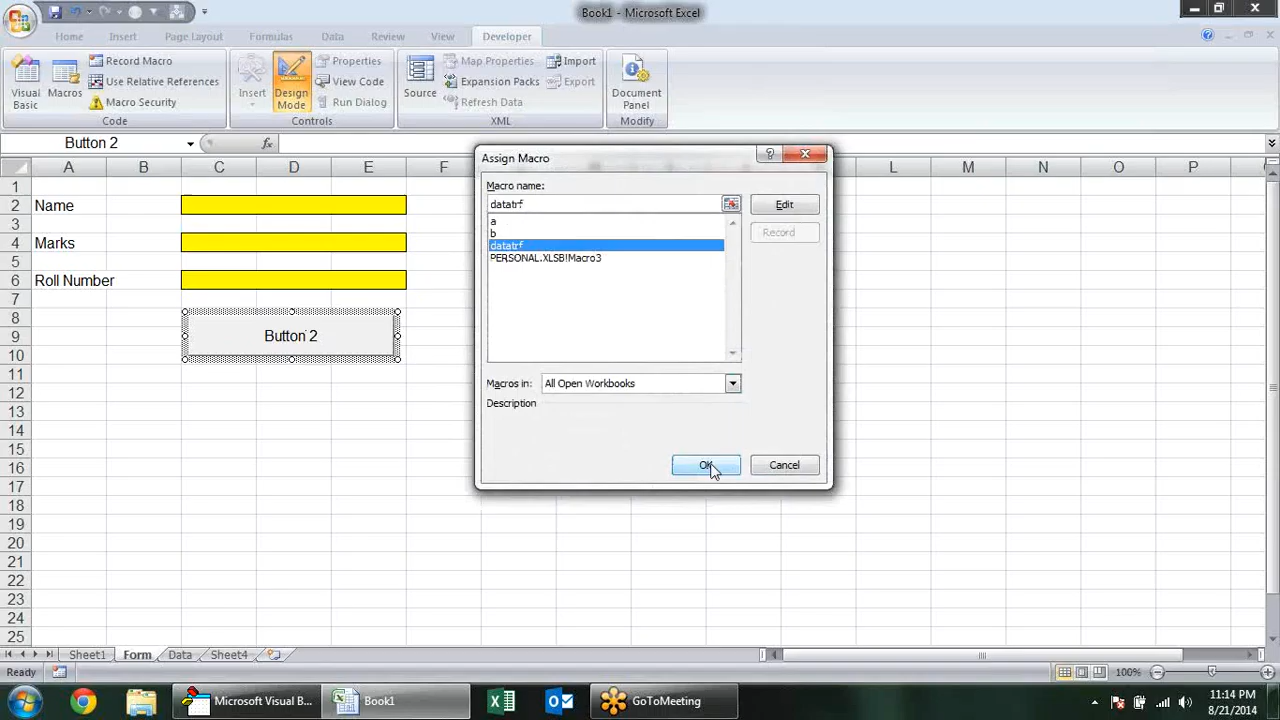 Book1 - Microsoft Excel
Home Insert Page Layout Formulas Data Review View Developer
Visual Basic
Macros
Record Macro
Use Relative References
Macro Security
Code
Insert
Design Mode
Properties
View Code
Run Dialog
Controls
Source
Map Properties
Expansion Packs
Refresh Data
Import
Export
XML
Document Panel
Modify
Button 2
fx
A B C D E F L M N O P
1
2 Name
3
4 Marks
5
6 Roll Number
7
8
9
10
11
12
13
14
15
16
17
18
19
20
21
22
23
24
25
Button 2
Assign Macro
Macro name:
datatrf
Edit
a
Record
b
datatrf
PERSONAL.XLSB!Macro3
Macros in: All Open Workbooks
Description
OK Cancel
Sheet1 Form Data Sheet4
Ready
100%
Microsoft Visual B...
Book1
GoToMeeting
11:14 PM
8/21/2014